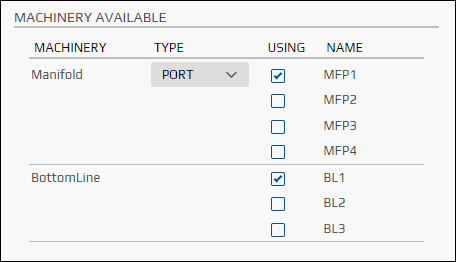 MACHINERY AVAILABLE
MACHINERY TYPE USING NAME
Manifold PORT MFP1
MFP2
MFP3
MFP4
BottomLine BL1
BL2
BL3